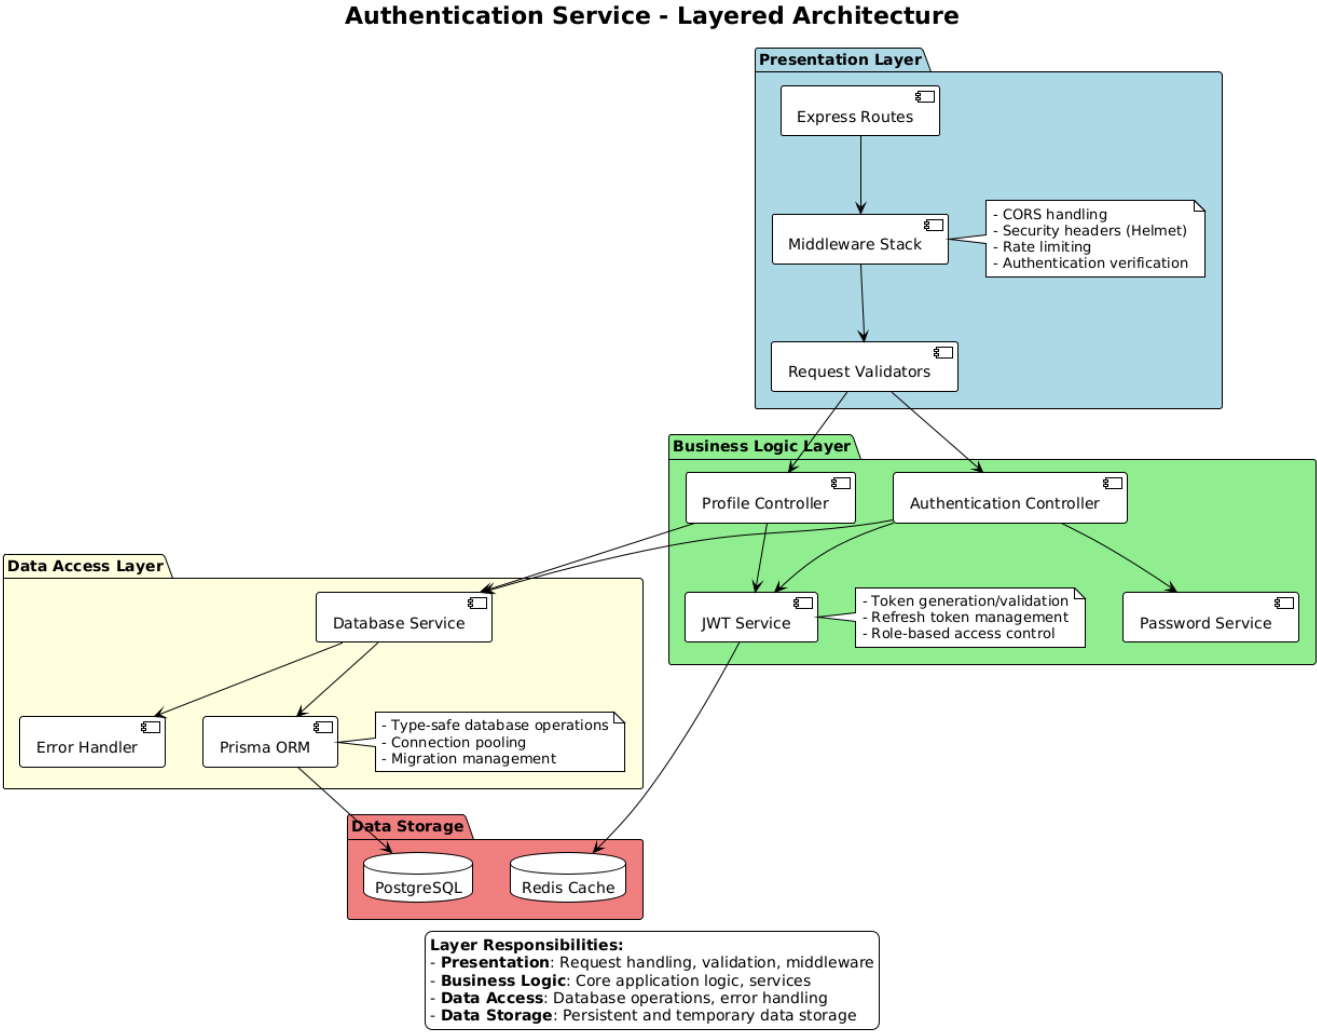 Authentication Service - Layered Architecture
Presentation Layer
Express Routes
Middleware Stack
- CORS handling
- Security headers (Helmet)
- Rate limiting
- Authentication verification
Request Validators
Business Logic Layer
Profile Controller
Authentication Controller
JWT Service
- Token generation/validation
- Refresh token management
- Role-based access control
Password Service
Data Access Layer
Database Service
Error Handler
Prisma ORM
- Type-safe database operations
- Connection pooling
- Migration management
Data Storage
PostgreSQL
Redis Cache
Layer Responsibilities:
- Presentation: Request handling, validation, middleware
- Business Logic: Core application logic, services
- Data Access: Database operations, error handling
- Data Storage: Persistent and temporary data storage